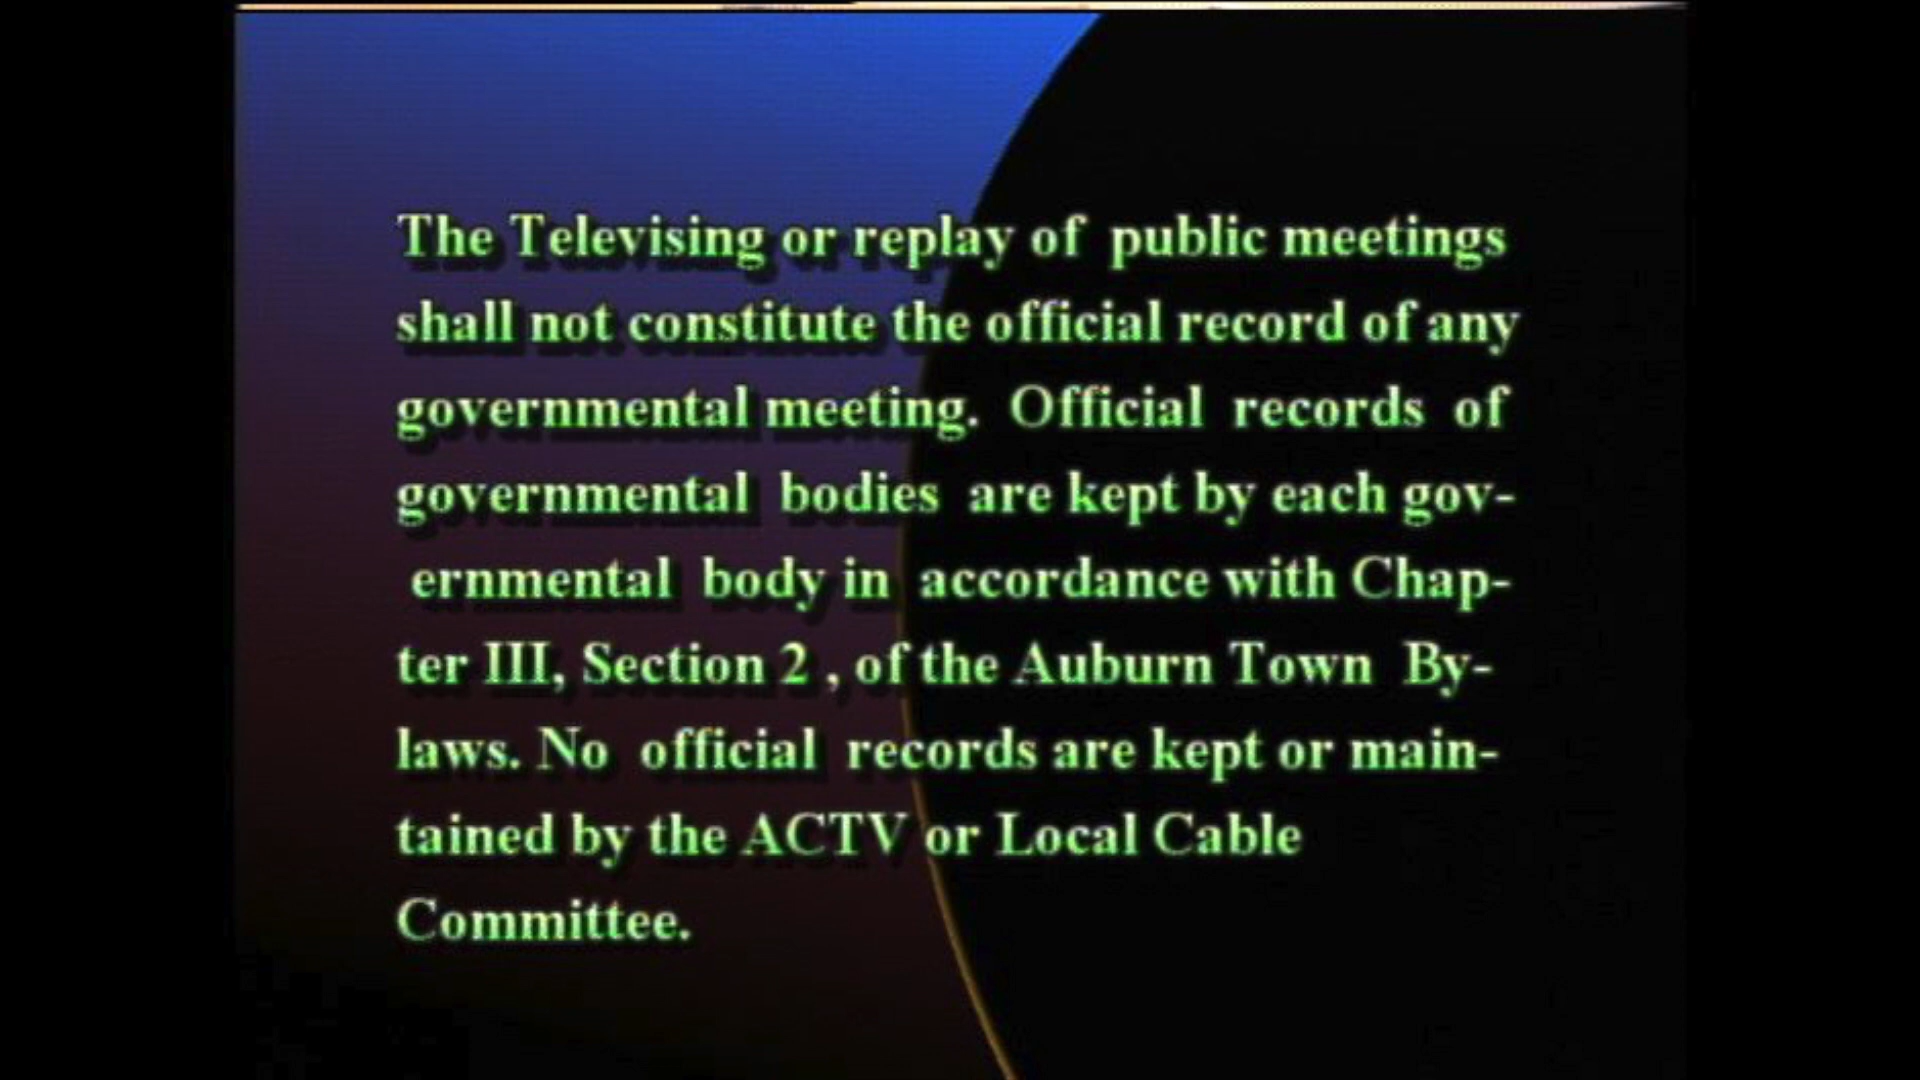 The Televising or replay of public meetings
shall not constitute the official record of any
governmental meeting. Official records of
governmental bodies are kept by each gov-
ernmental body in accordance with Chap-
ter III, Section 2 , of the Auburn Town By-
laws. No official records are kept or main-
tained by the ACTV or Local Cable
Committee.